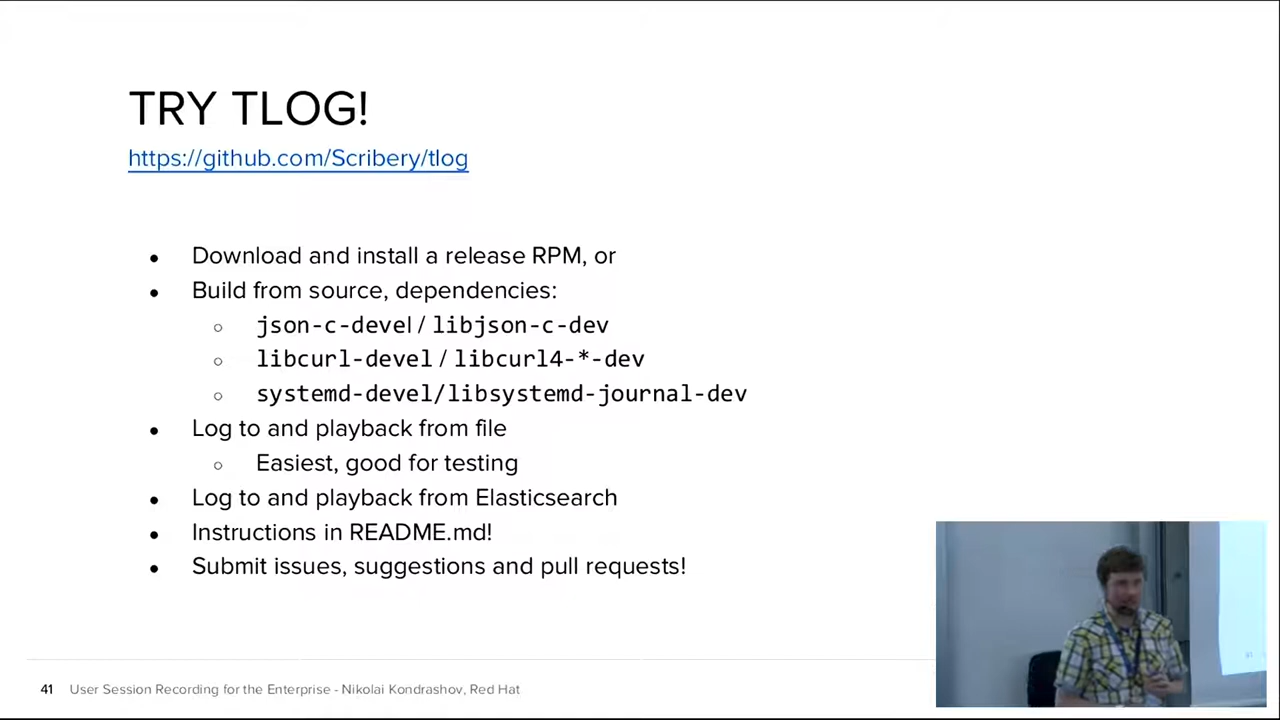 TRY TLOG!
https://github.com/Scribery/tlog
● Download and install a release RPM, or
● Build from source, dependencies:
○ json-c-devel / libjson-c-dev
○ libcurl-devel / libcurl4-*-dev
○ systemd-devel/libsystemd-journal-dev
● Log to and playback from file
○ Easiest, good for testing
● Log to and playback from Elasticsearch
● Instructions in README.md!
● Submit issues, suggestions and pull requests!
41 User Session Recording for the Enterprise - Nikolai Kondrashov, Red Hat